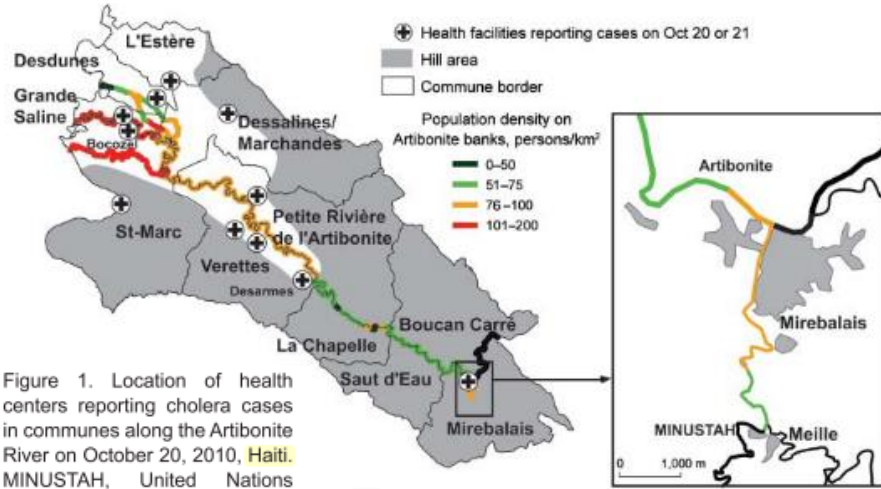 L'Estère
Desdunes
Grande
Saline
Bocozel
Dessalines/
Marchandes
St-Marc
Petite Rivière
de l'Artibonite
Verettes
Desarmes
La Chapelle
Boucan Carré
Saut d'Eau
Mirebalais
Health facilities reporting cases on Oct 20 or 21
Hill area
Commune border
Population density on
Artibonite banks, persons/km²
0–50
51–75
76–100
101–200
Artibonite
Mirebalais
MINUSTAH
Meille
0 1,000 m
Figure 1. Location of health
centers reporting cholera cases
in communes along the Artibonite
River on October 20, 2010, Haiti.
MINUSTAH, United Nations